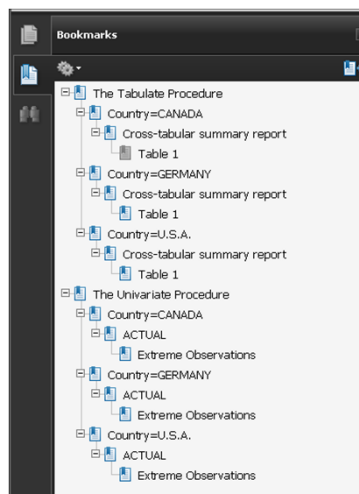 Bookmarks
The Tabulate Procedure
Country=CANADA
Cross-tabular summary report
Table 1
Country=GERMANY
Cross-tabular summary report
Table 1
Country=U.S.A.
Cross-tabular summary report
Table 1
The Univariate Procedure
Country=CANADA
ACTUAL
Extreme Observations
Country=GERMANY
ACTUAL
Extreme Observations
Country=U.S.A.
ACTUAL
Extreme Observations